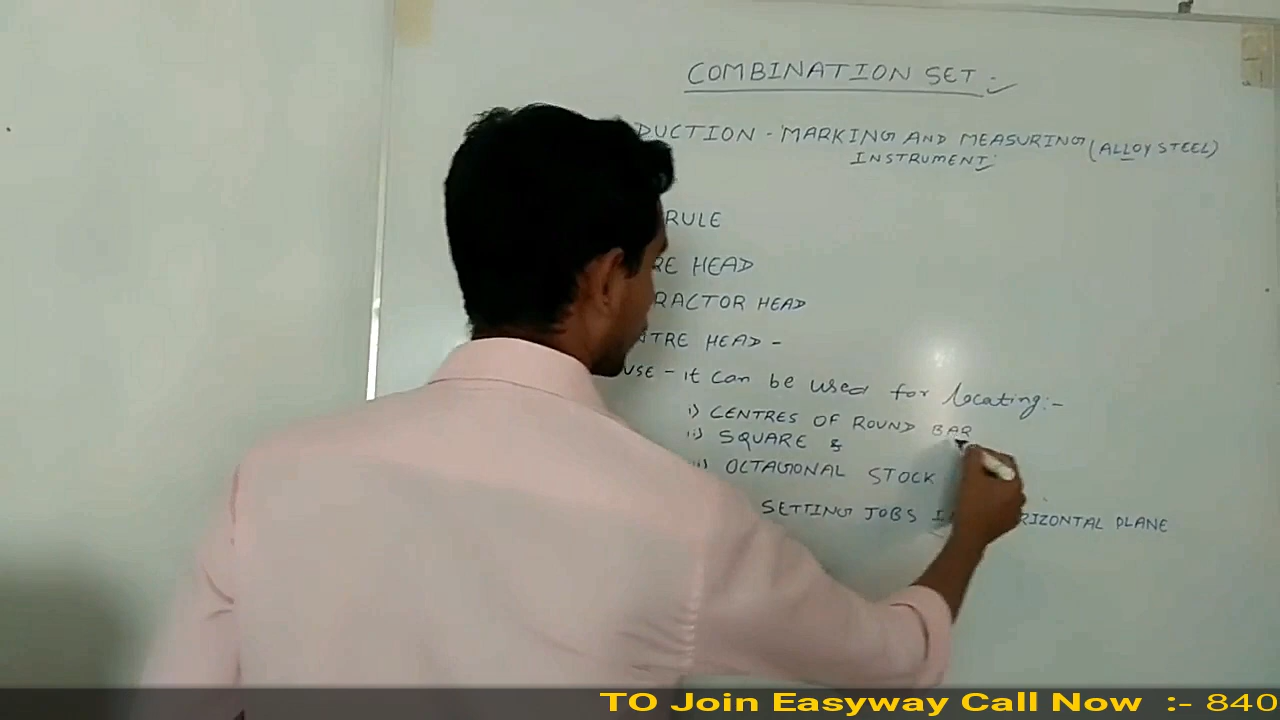 COMBINATION SET :-
DUCTION - MARKING AND MEASURING (ALLOY STEEL)
INSTRUMENT:
RULE
RE HEAD
RACTOR HEAD
NTRE HEAD -
USE - it can be used for locating:-
i) CENTRES OF ROUND BAR
ii) SQUARE &
iii) OCTAGONAL STOCK
SETTING JOBS IN RIZONTAL PLANE
TO Join Easyway Call Now :- 840